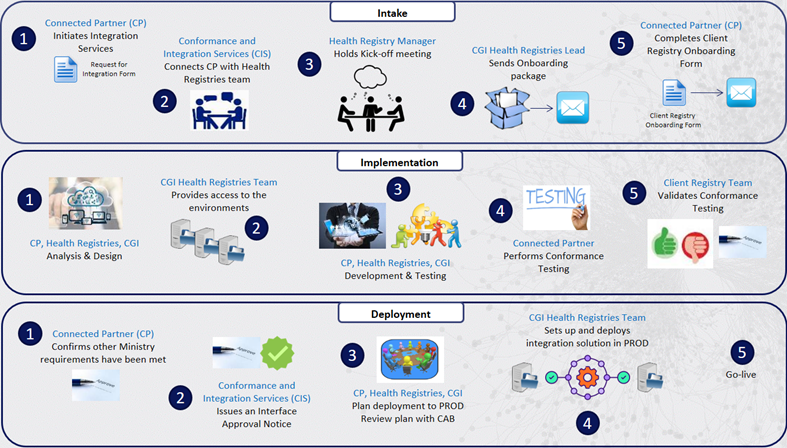 Intake
1
Connected Partner (CP)
Initiates Integration
Services
Request for
Integration Form
Conformance and
Integration Services (CIS)
Connects CP with Health
Registries team
2
3
Health Registry Manager
Holds Kick-off meeting
CGI Health Registries Lead
Sends Onboarding
package
4
5
Connected Partner (CP)
Completes Client
Registry Onboarding
Form
Client Registry
Onboarding Form
Implementation
1
CP, Health Registries, CGI
Analysis & Design
CGI Health Registries Team
Provides access to the
environments
2
3
CP, Health Registries, CGI
Development & Testing
4
TESTING
Connected Partner
Performs Conformance
Testing
5
Client Registry Team
Validates Conformance
Testing
Deployment
1
Connected Partner (CP)
Confirms other Ministry
requirements have been met
2
Conformance and
Integration Services (CIS)
Issues an Interface
Approval Notice
3
CP, Health Registries, CGI
Plan deployment to PROD
Review plan with CAB
CGI Health Registries Team
Sets up and deploys
integration solution in PROD
4
5
Go-live